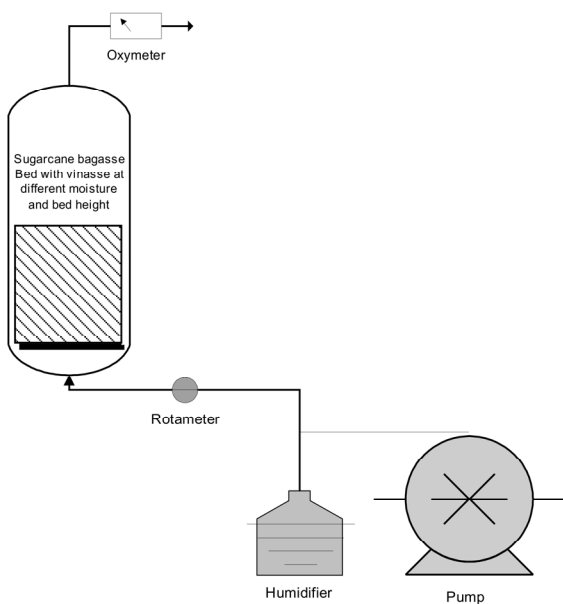 Oxymeter
Sugarcane bagasse
Bed with vinasse at
different moisture
and bed height
Rotameter
Humidifier
Pump